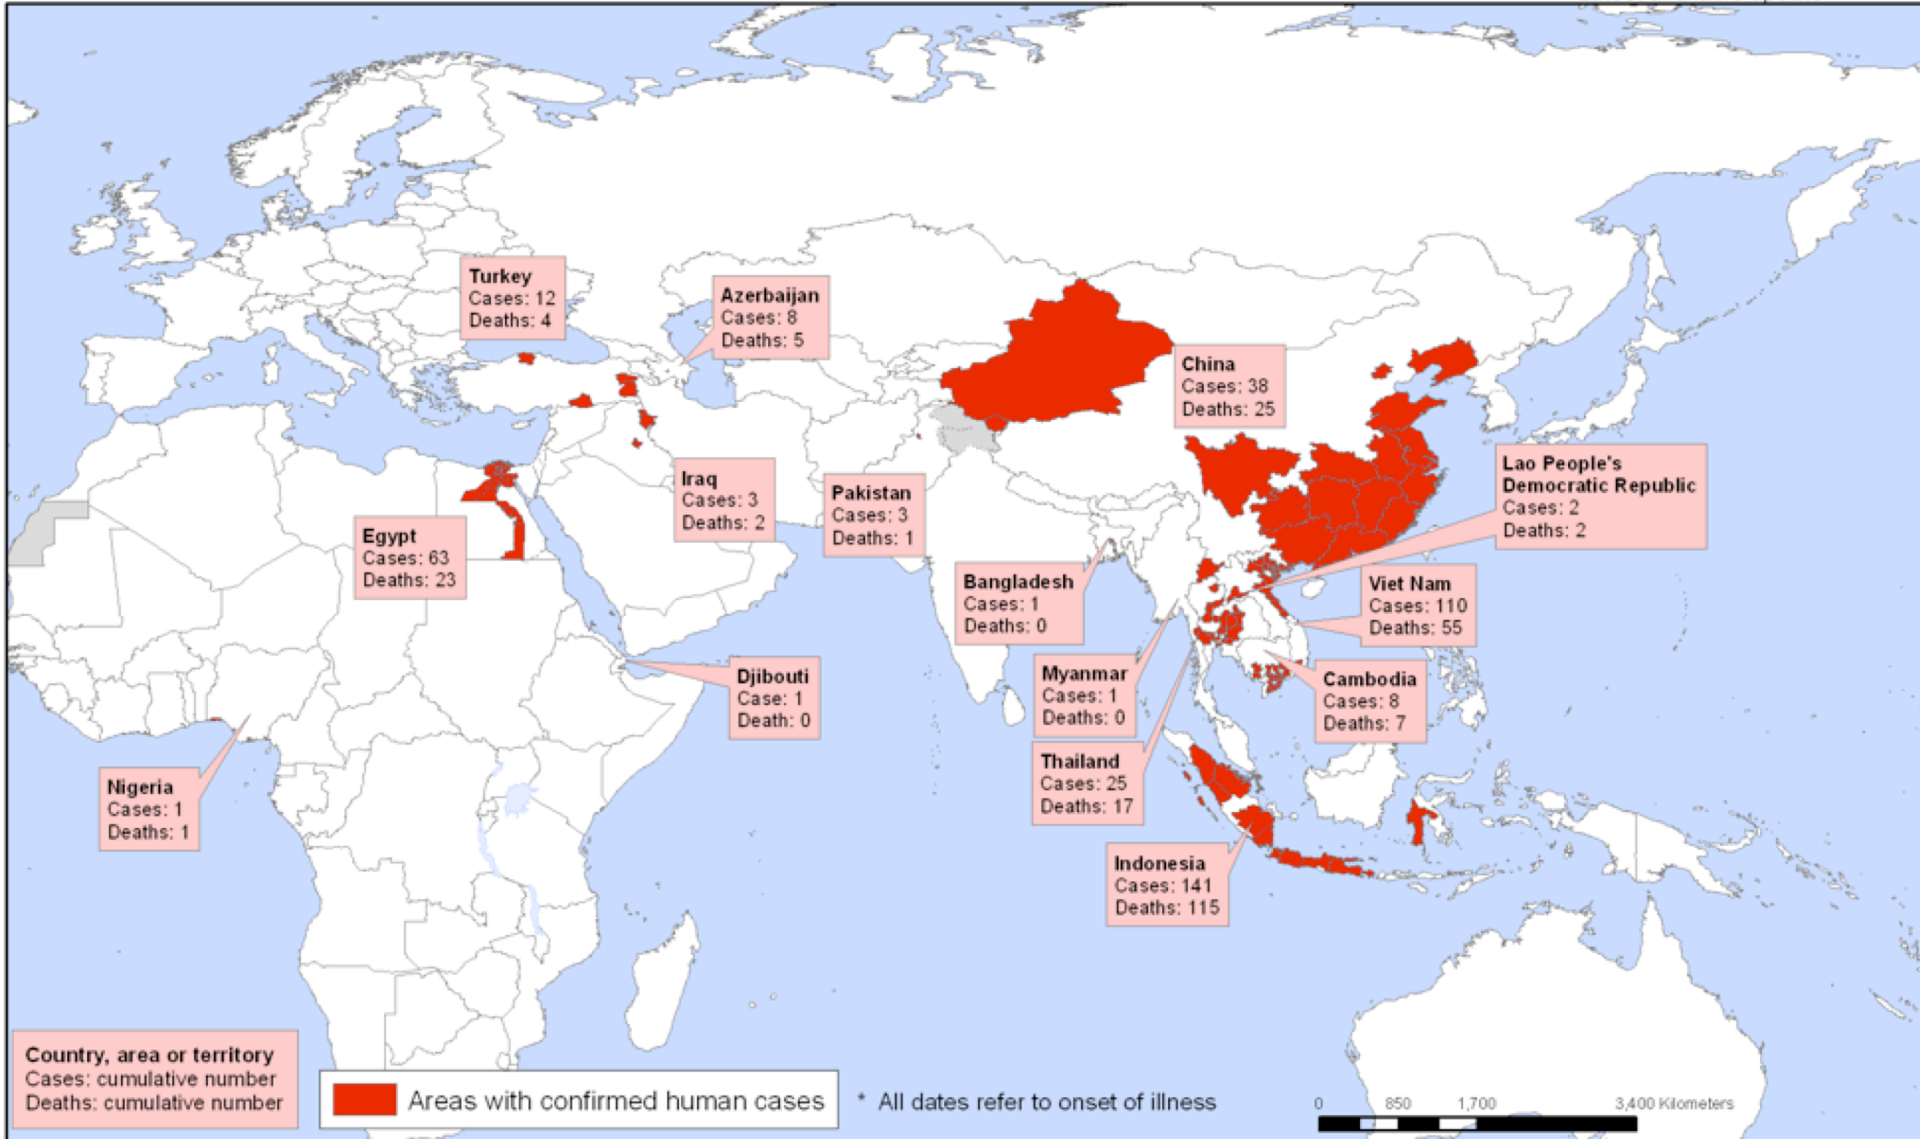 Turkey
Cases: 12
Deaths: 4
Azerbaijan
Cases: 8
Deaths: 5
China
Cases: 38
Deaths: 25
Lao People's
Democratic Republic
Cases: 2
Deaths: 2
Iraq
Cases: 3
Deaths: 2
Pakistan
Cases: 3
Deaths: 1
Egypt
Cases: 63
Deaths: 23
Bangladesh
Cases: 1
Deaths: 0
Viet Nam
Cases: 110
Deaths: 55
Djibouti
Case: 1
Death: 0
Myanmar
Cases: 1
Deaths: 0
Cambodia
Cases: 8
Deaths: 7
Nigeria
Cases: 1
Deaths: 1
Thailand
Cases: 25
Deaths: 17
Indonesia
Cases: 141
Deaths: 115
Country, area or territory
Cases: cumulative number
Deaths: cumulative number
Areas with confirmed human cases
* All dates refer to onset of illness
0 850 1,700 3,400 Kilometers